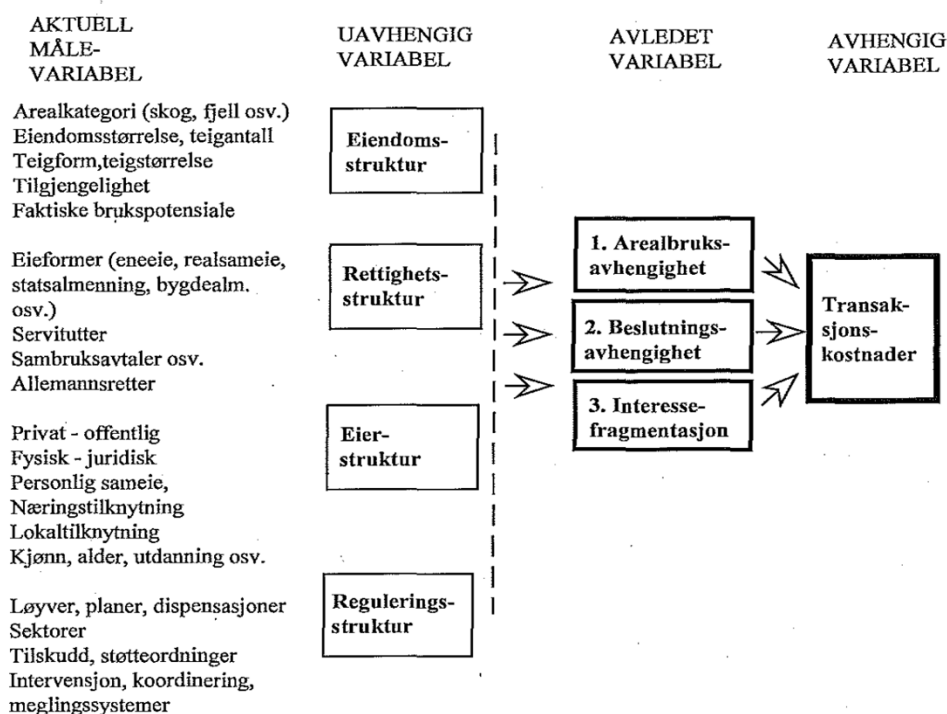 AKTUELL
MÅLE-
VARIABEL
UAVHENGIG
VARIABEL
AVLEDET
VARIABEL
AVHENGIG
VARIABEL
Arealkategori (skog, fjell osv.)
Eiendomsstørrelse, teigantall
Teigform,teigstørrelse
Tilgjengelighet
Faktiske brukspotensiale
Eiendoms-
struktur
Eieformer (eneeie, realsameie,
statsalmenning, bygdealm.
osv.)
Servitutter
Sambruksavtaler osv.
Allemannsretter
Rettighets-
struktur
Privat - offentlig
Fysisk - juridisk
Personlig sameie,
Næringstilknytning
Lokaltilknytning
Kjønn, alder, utdanning osv.
Eier-
struktur
Løyver, planer, dispensasjoner
Sektorer
Tilskudd, støtteordninger
Intervensjon, koordinering,
meglingssystemer
Regulerings-
struktur
1. Arealbruks-
avhengighet
2. Beslutnings-
avhengighet
3. Interesse-
fragmentasjon
Transak-
sjons-
kostnader